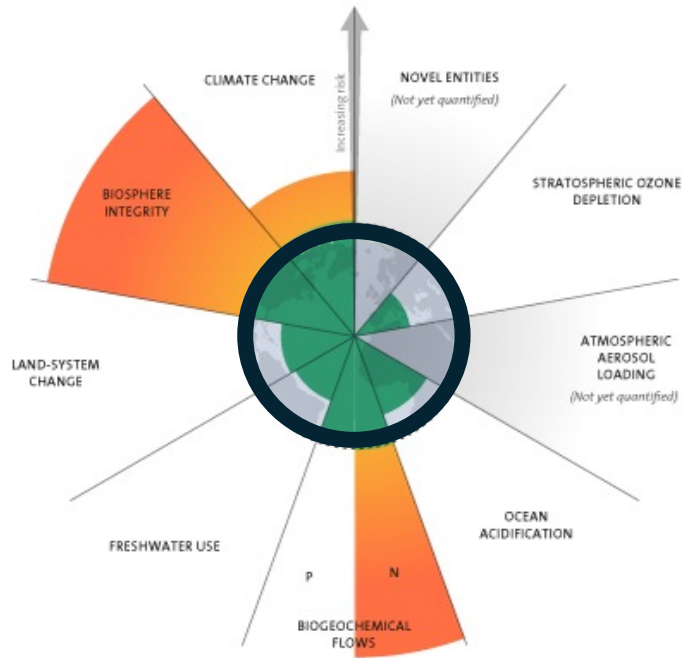 CLIMATE CHANGE
Increasing risk
NOVEL ENTITIES
(Not yet quantified)
STRATOSPHERIC OZONE
DEPLETION
BIOSPHERE
INTEGRITY
ATMOSPHERIC
AEROSOL
LOADING
(Not yet quantified)
LAND-SYSTEM
CHANGE
OCEAN
ACIDIFICATION
FRESHWATER USE
P
N
BIOGEOCHEMICAL
FLOWS